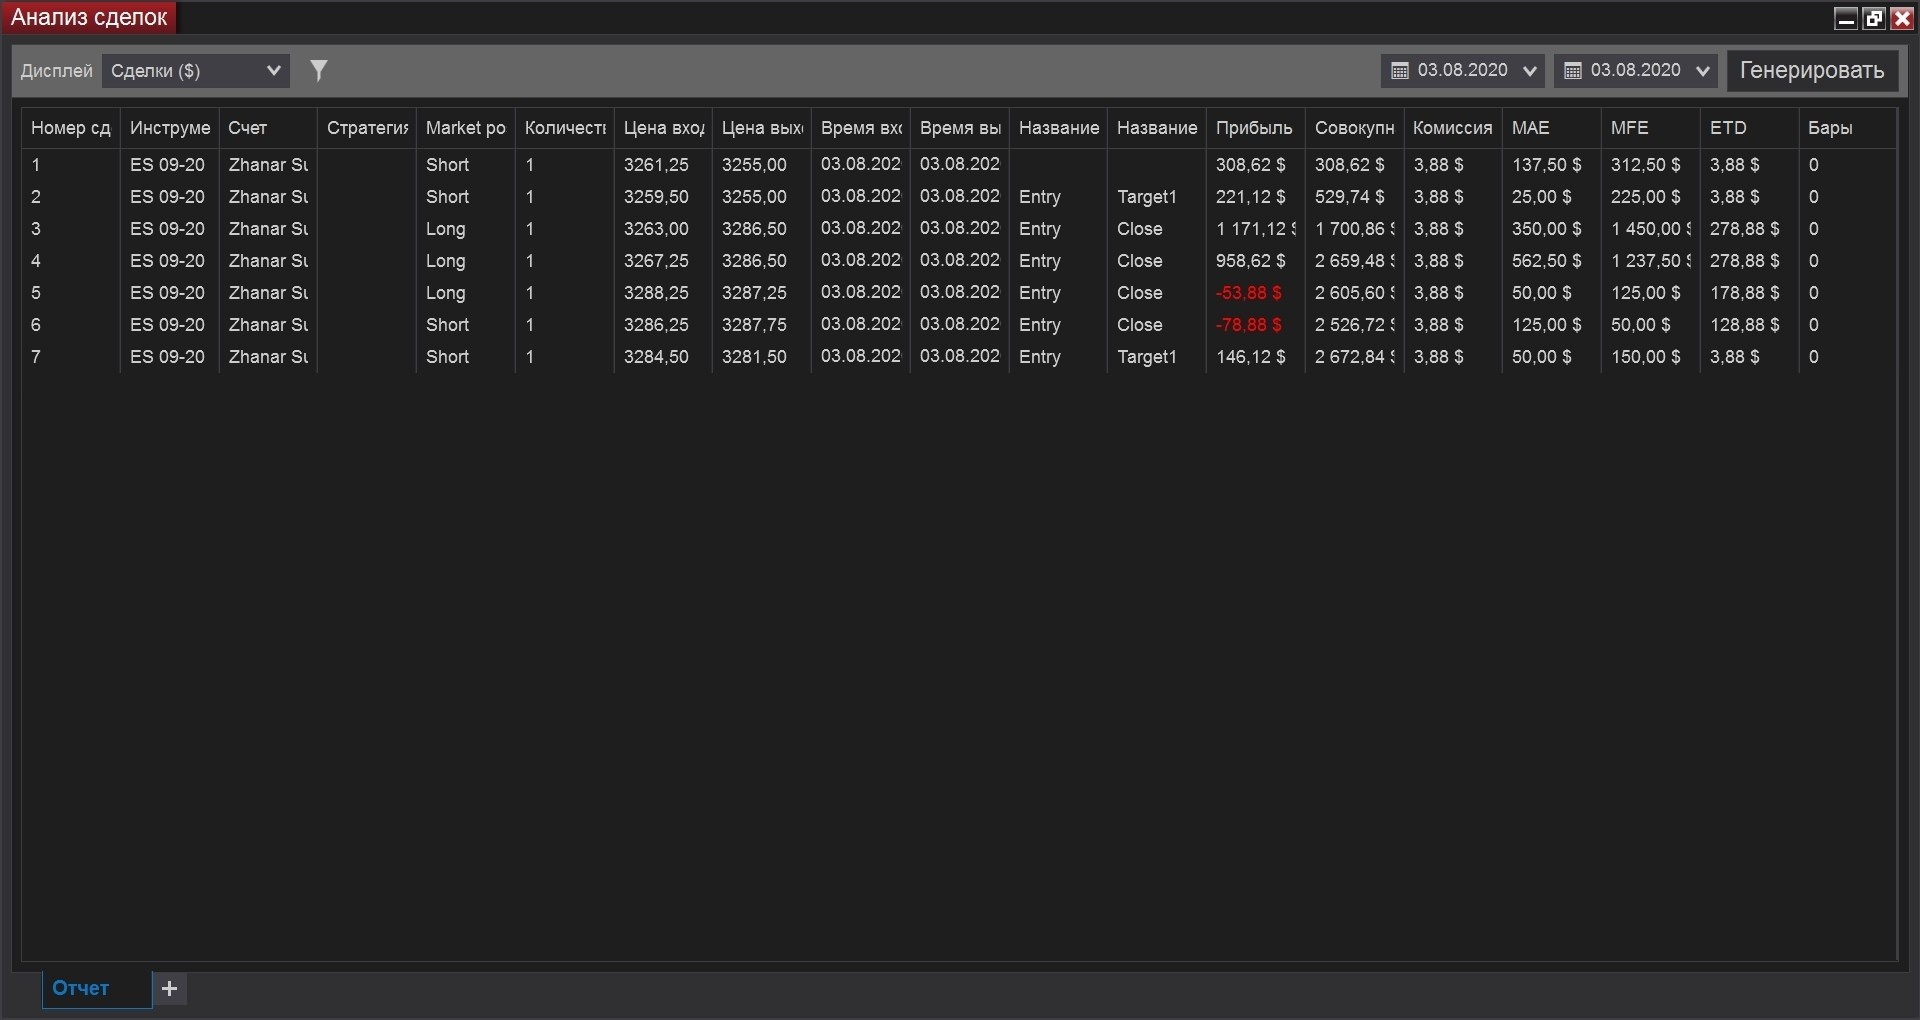 Анализ сделок
Дисплей Сделки ($) 03.08.2020 03.08.2020 Генерировать
Номер сд Инструме Счет Стратегия Market po Количеств Цена вход Цена вых Время вхо Время вы Название Название Прибыль Совокупн Комиссия MAE MFE ETD Бары
1 ES 09-20 Zhanar Su Short 1 3261,25 3255,00 03.08.202 03.08.202 308,62 $ 308,62 $ 3,88 $ 137,50 $ 312,50 $ 3,88 $ 0
2 ES 09-20 Zhanar Su Short 1 3259,50 3255,00 03.08.202 03.08.202 Entry Target1 221,12 $ 529,74 $ 3,88 $ 25,00 $ 225,00 $ 3,88 $ 0
3 ES 09-20 Zhanar Su Long 1 3263,00 3286,50 03.08.202 03.08.202 Entry Close 1 171,12 $ 1 700,86 $ 3,88 $ 350,00 $ 1 450,00 $ 278,88 $ 0
4 ES 09-20 Zhanar Su Long 1 3267,25 3286,50 03.08.202 03.08.202 Entry Close 958,62 $ 2 659,48 $ 3,88 $ 562,50 $ 1 237,50 $ 278,88 $ 0
5 ES 09-20 Zhanar Su Long 1 3288,25 3287,25 03.08.202 03.08.202 Entry Close -53,88 $ 2 605,60 $ 3,88 $ 50,00 $ 125,00 $ 178,88 $ 0
6 ES 09-20 Zhanar Su Short 1 3286,25 3287,75 03.08.202 03.08.202 Entry Close -78,88 $ 2 526,72 $ 3,88 $ 125,00 $ 50,00 $ 128,88 $ 0
7 ES 09-20 Zhanar Su Short 1 3284,50 3281,50 03.08.202 03.08.202 Entry Target1 146,12 $ 2 672,84 $ 3,88 $ 50,00 $ 150,00 $ 3,88 $ 0
Отчет +